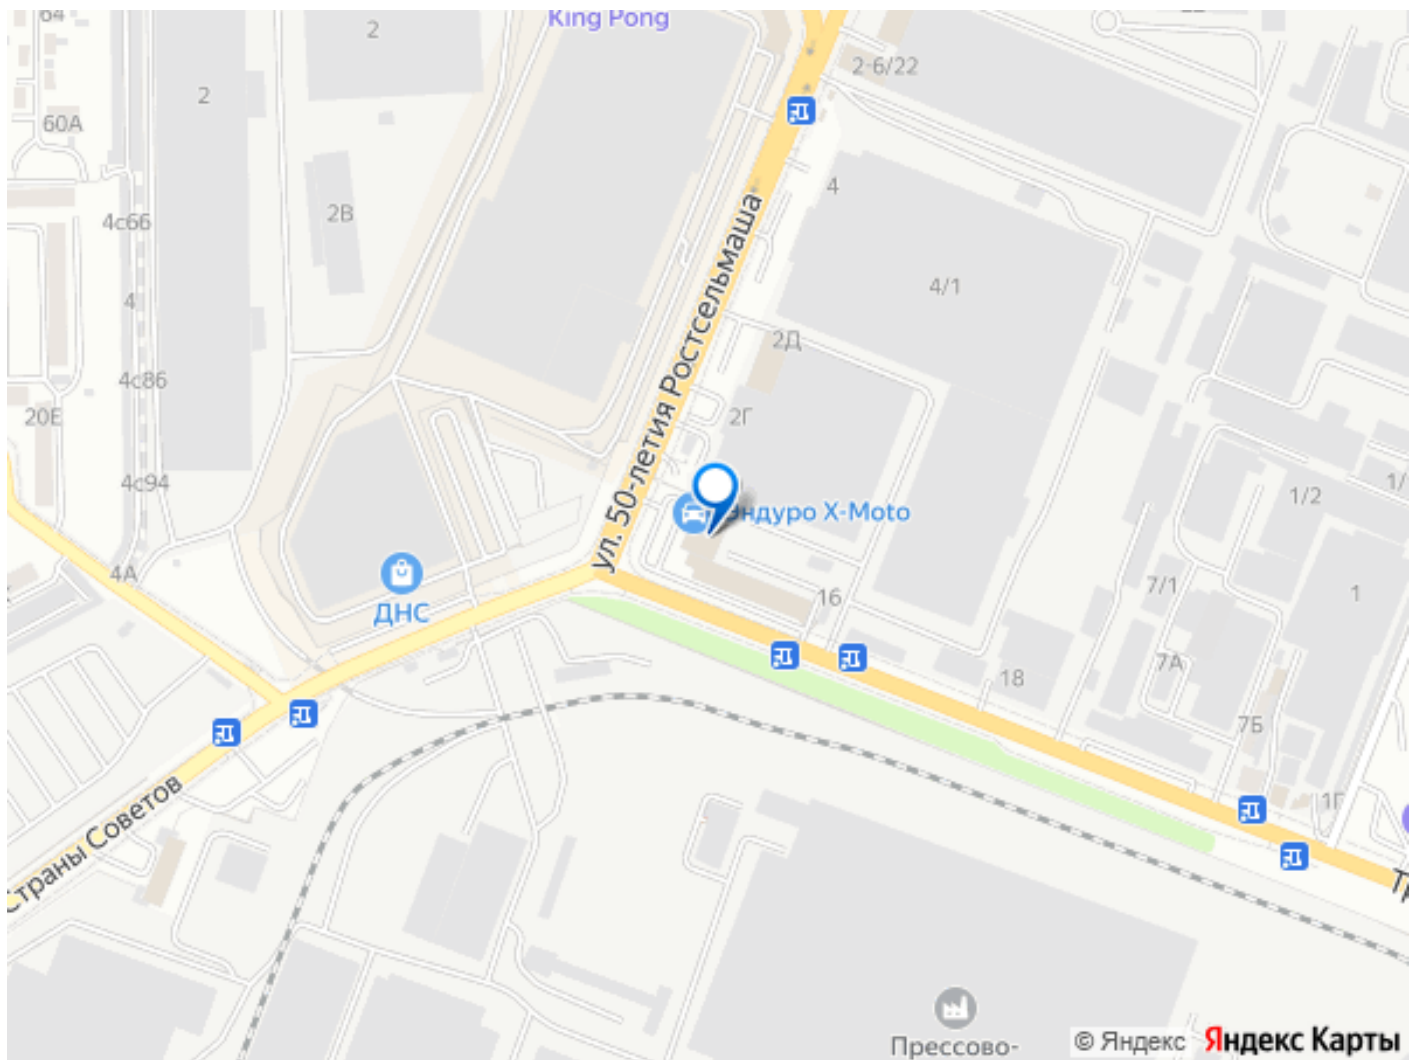 64
2
King Pong
2-6/22
2
60А
4
4с66
2В
4/1
4
2Д
ул. 50-летия Ростсельмаша
4с86
20Е
2Г
4с94
1/2
Эндуро X-Moto
4А
ДНС
16
7/1
1
7А
18
7Б
1Г
Страны Советов
Тр
Прессово-
© Яндекс
Яндекс Карты